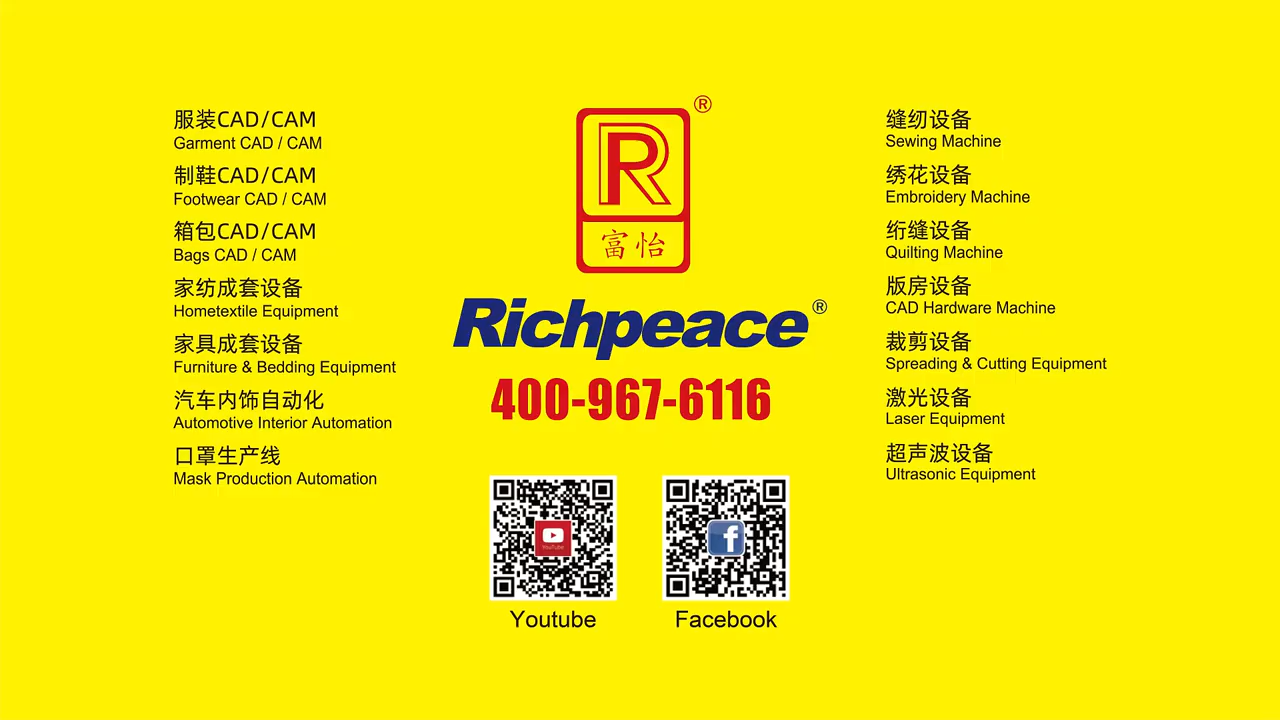 服装CAD/CAM
Garment CAD / CAM
制鞋CAD/CAM
Footwear CAD / CAM
箱包CAD/CAM
Bags CAD / CAM
家纺成套设备
Hometextile Equipment
家具成套设备
Furniture & Bedding Equipment
汽车内饰自动化
Automotive Interior Automation
口罩生产线
Mask Production Automation
R®
富怡
Richpeace®
400-967-6116
YouTube
Youtube
f
Facebook
缝纫设备
Sewing Machine
绣花设备
Embroidery Machine
绗缝设备
Quilting Machine
版房设备
CAD Hardware Machine
裁剪设备
Spreading & Cutting Equipment
激光设备
Laser Equipment
超声波设备
Ultrasonic Equipment